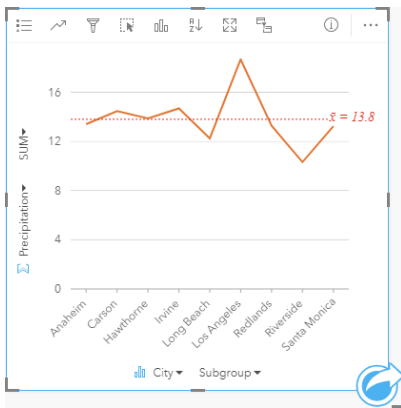 16
x̄ = 13.8
12
8
4
0
SUM
Precipitation
Anaheim
Carson
Hawthorne
Irvine
Long Beach
Los Angeles
Redlands
Riverside
Santa Monica
City Subgroup